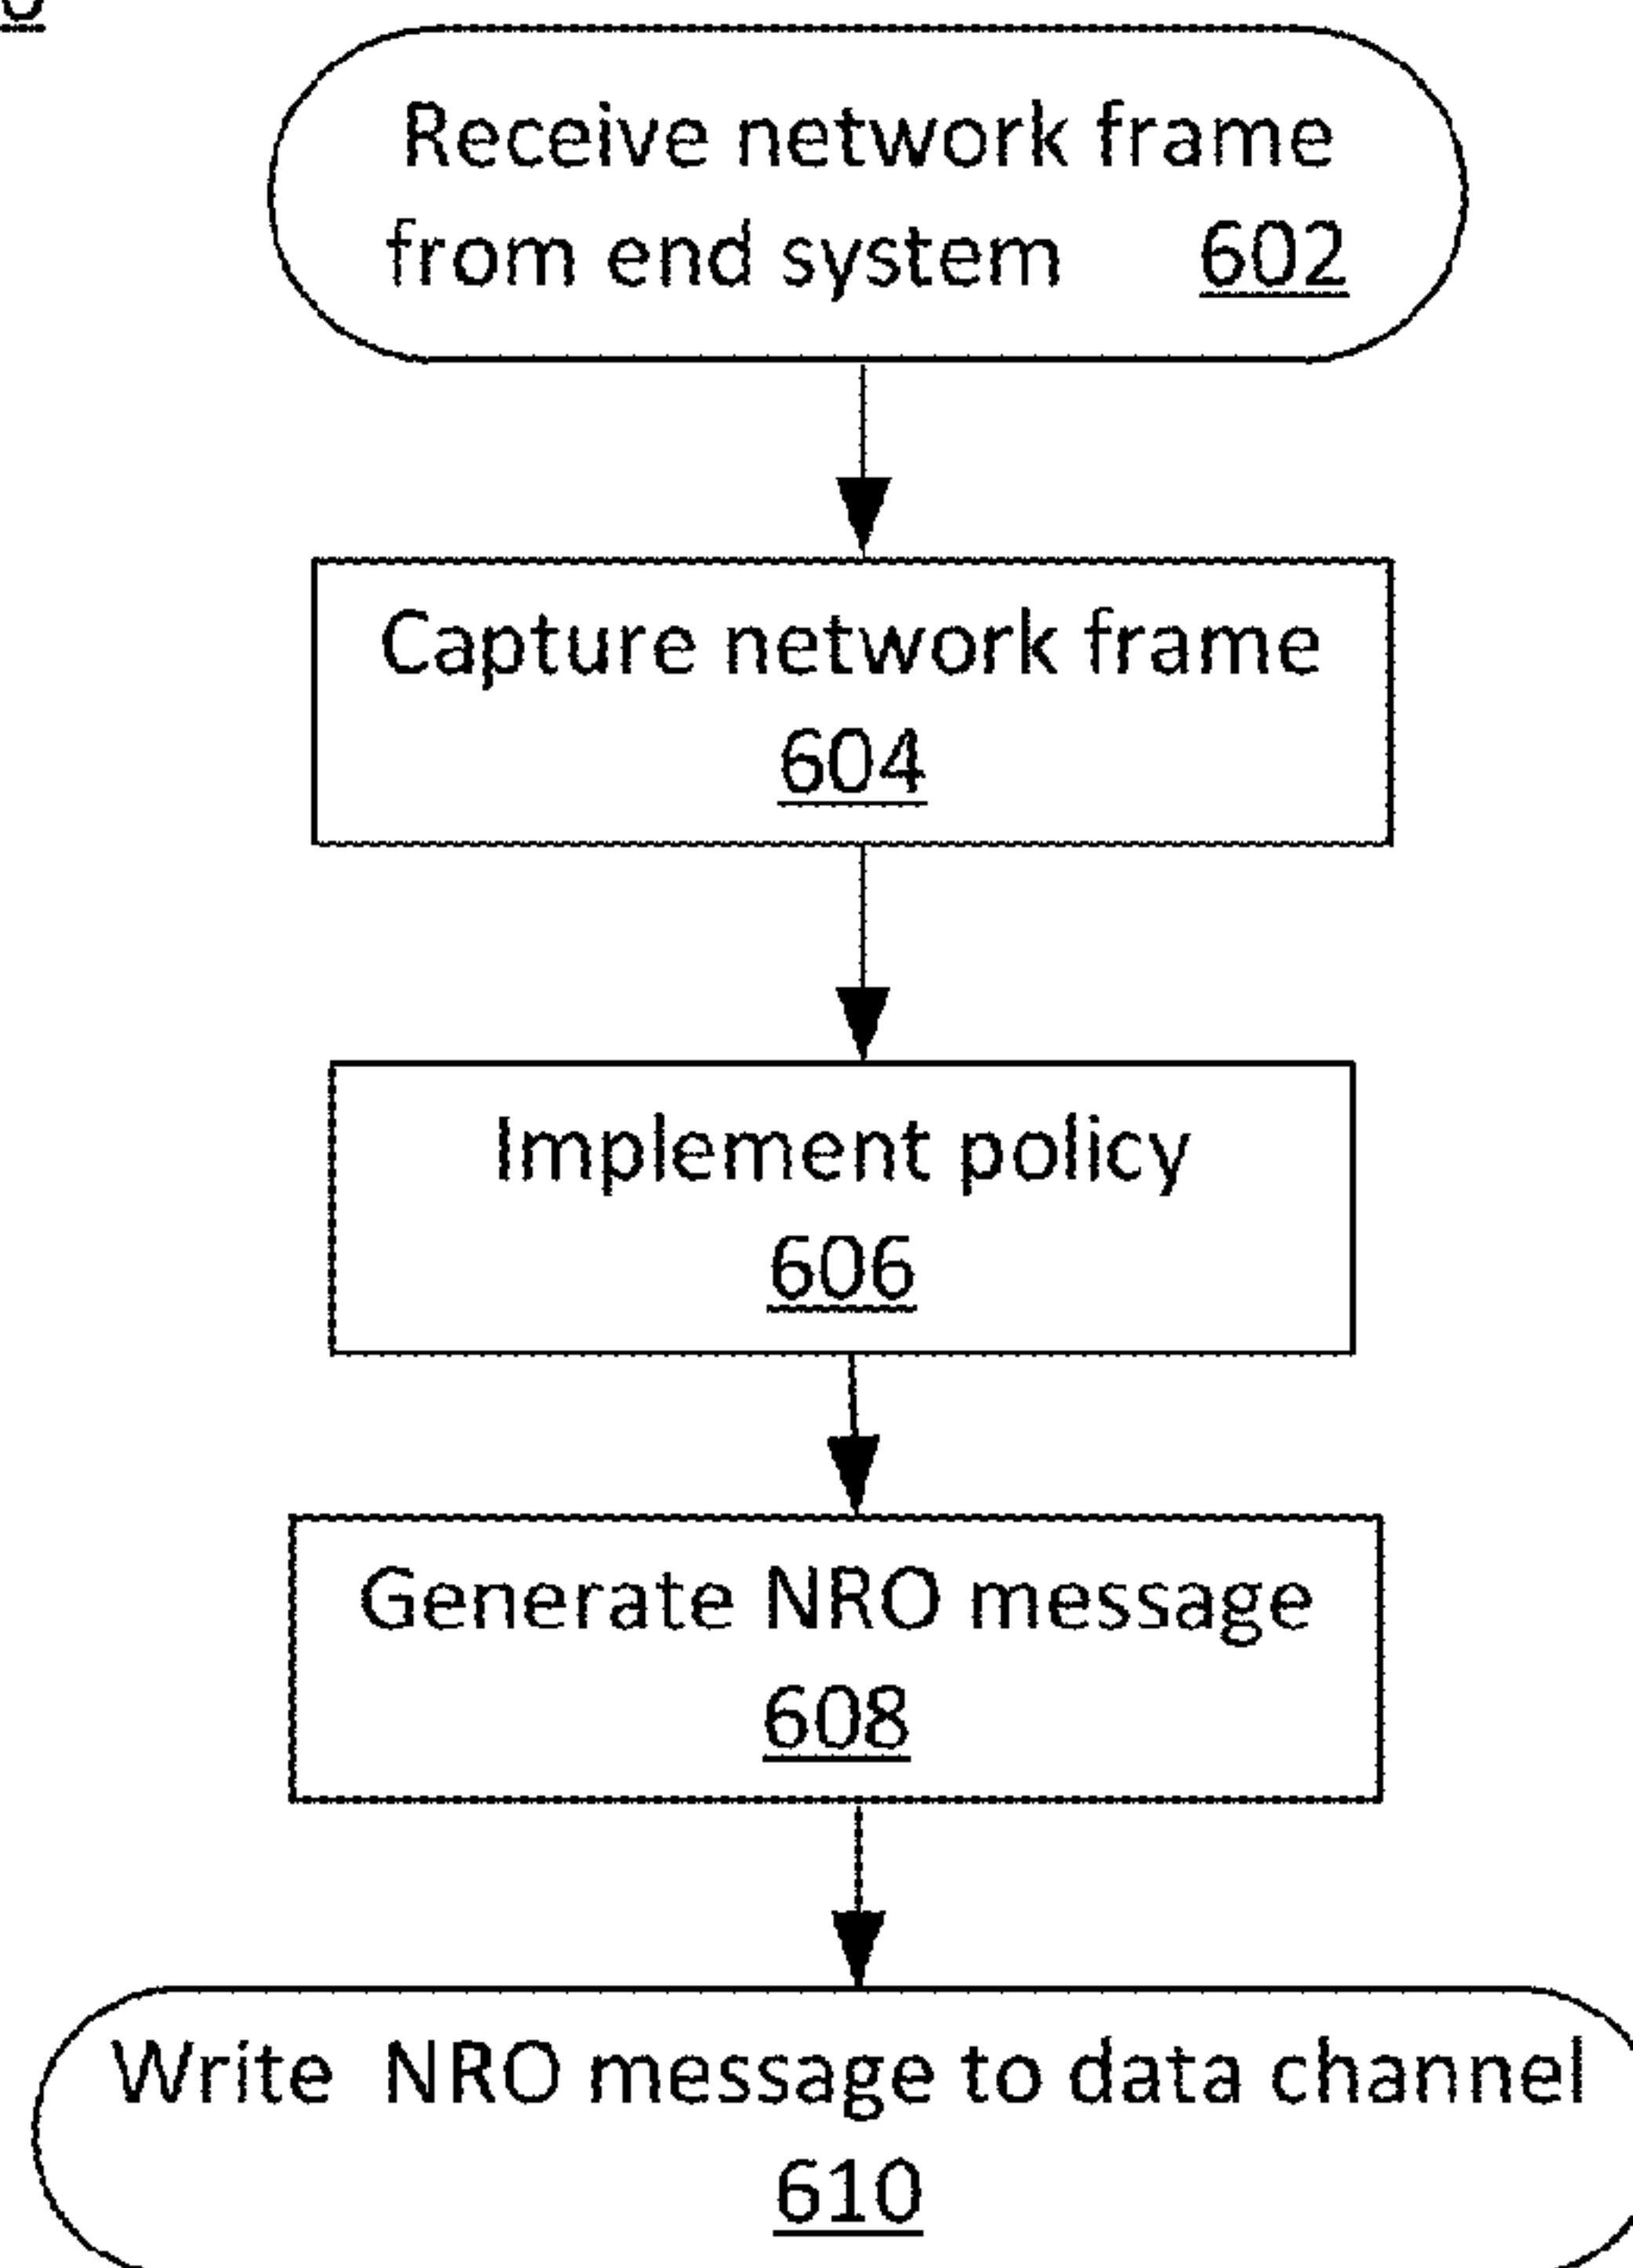 Receive network frame
from end system 602
Capture network frame
604
Implement policy
606
Generate NRO message
608
Write NRO message to data channel
610